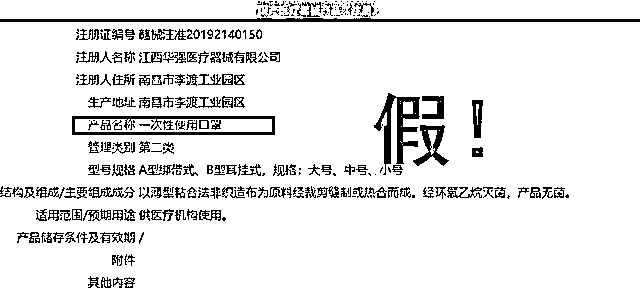 注册证编号 赣械注准20192140150
注册人名称 江西华强医疗器械有限公司
注册人住所 南昌市李渡工业园区
生产地址 南昌市李渡工业园区
产品名称 一次性使用口罩
管理类别 第二类
型号规格 A型绑带式、B型耳挂式，规格：大号、中号、小号
结构及组成/主要组成成分 以薄型粘合法非织造布为原料经裁剪缝制或热合而成。经环氧乙烷灭菌，产品无菌。
适用范围/预期用途 供医疗机构使用。
产品储存条件及有效期 /
附件
其他内容
假！